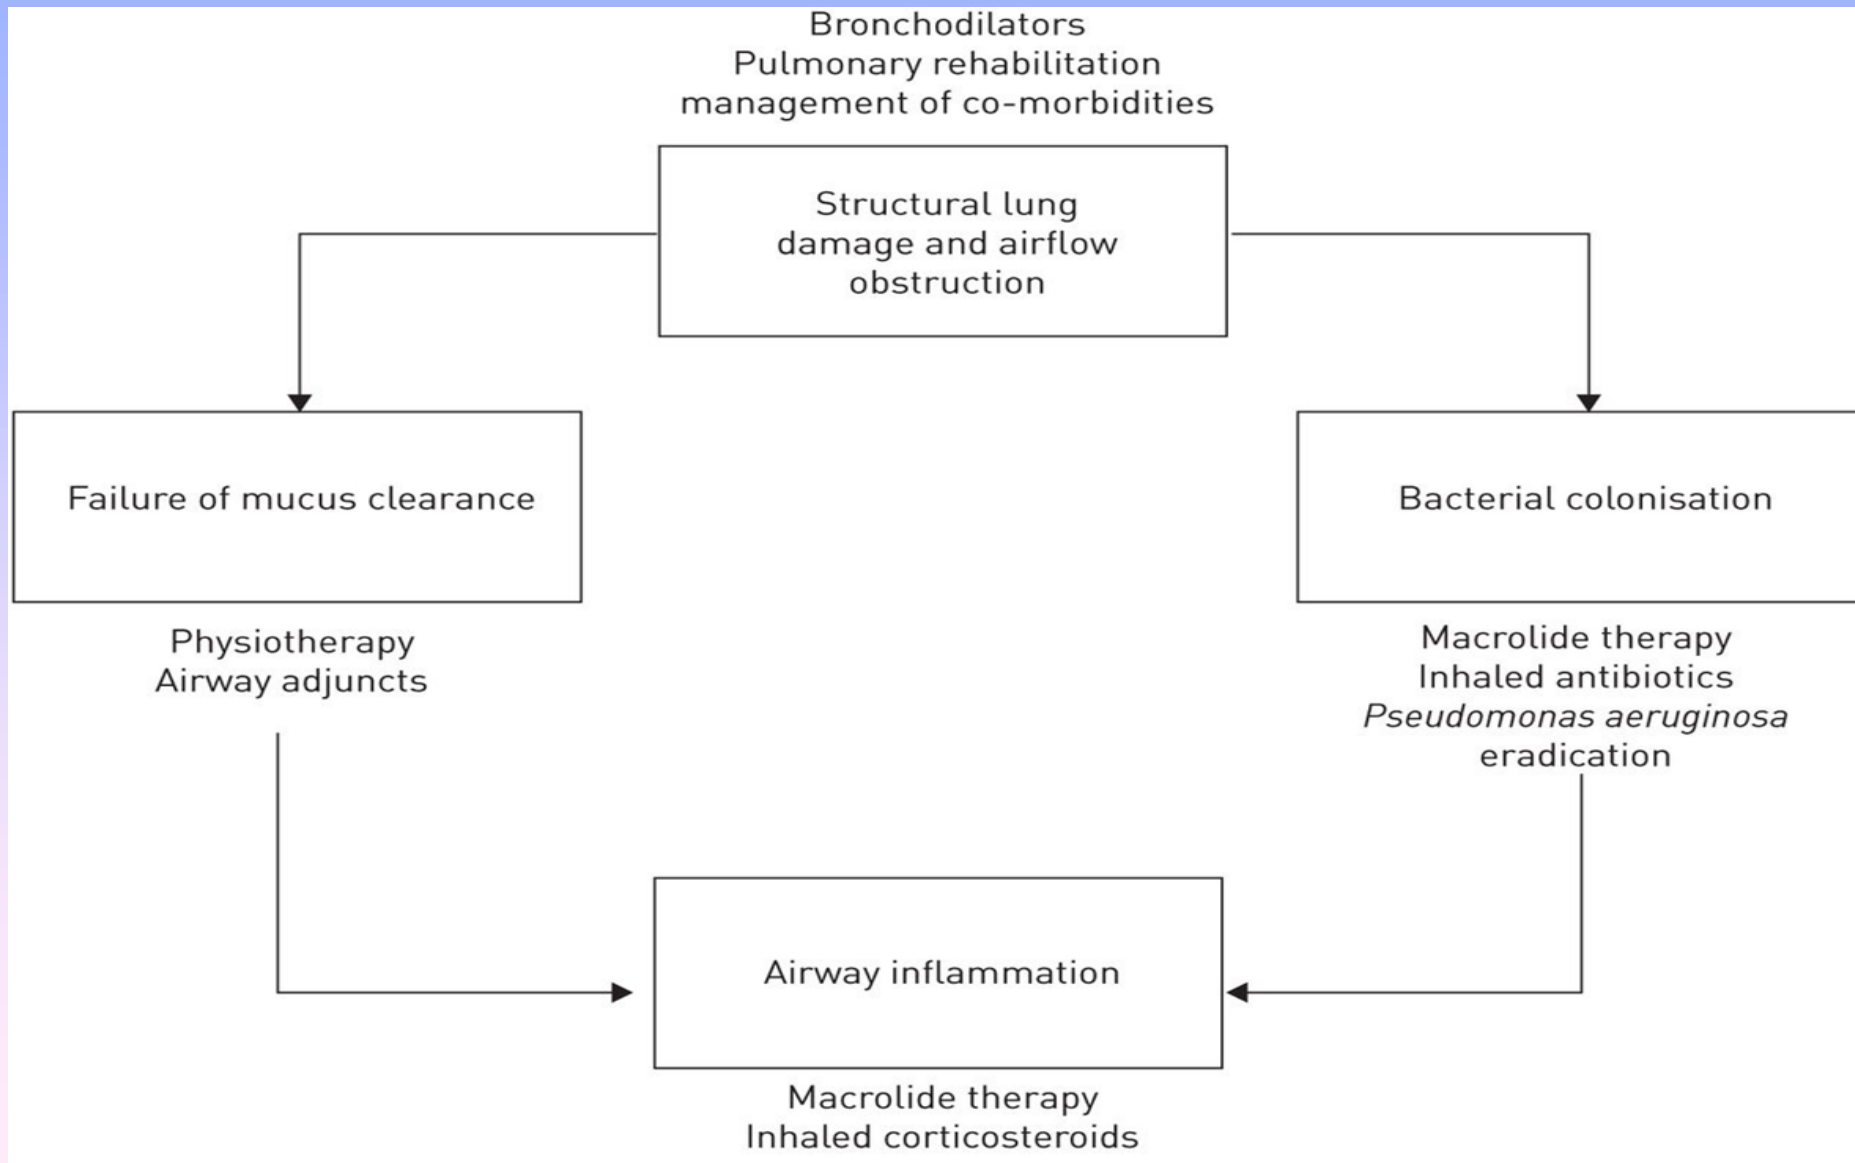 Bronchodilators
Pulmonary rehabilitation
management of co-morbidities
Structural lung
damage and airflow
obstruction
Failure of mucus clearance
Bacterial colonisation
Physiotherapy
Airway adjuncts
Macrolide therapy
Inhaled antibiotics
Pseudomonas aeruginosa
eradication
Airway inflammation
Macrolide therapy
Inhaled corticosteroids